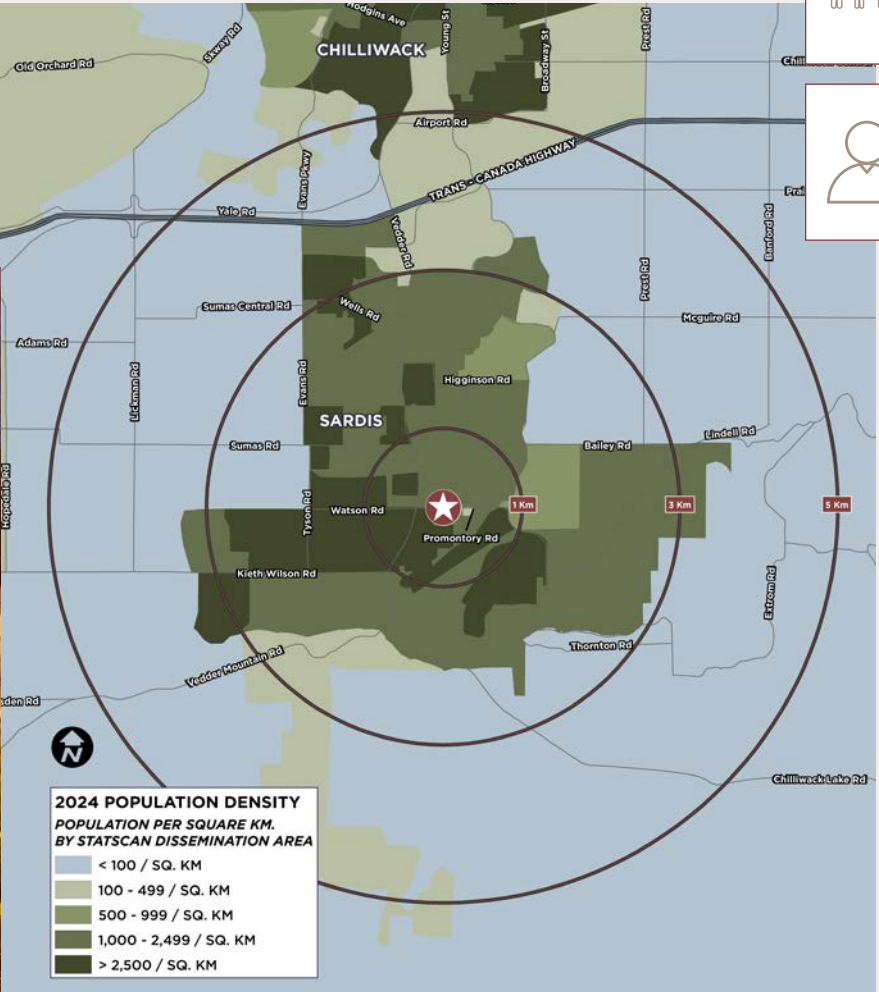 Hodgins Ave
Young St
Prest Rd
Skway Rd
CHILLIWACK
Broadway St
Old Orchard Rd
Airport Rd
TRANS - CANADA HIGHWAY
Evans Pkwy
Yale Rd
Vedder Rd
Banford Rd
Prest Rd
Sumas Central Rd
Wells Rd
Mcguire Rd
Adams Rd
Lickman Rd
Evans Rd
Higginson Rd
SARDIS
Sumas Rd
Bailey Rd
Lindell Rd
Hopedale Rd
Tyson Rd
Watson Rd
1 Km
3 Km
5 Km
Promontory Rd
Kieth Wilson Rd
Extrom Rd
Thornton Rd
Vedder Mountain Rd
sden Rd
N
Chilliwack Lake Rd
2024 POPULATION DENSITY
POPULATION PER SQUARE KM.
BY STATSCAN DISSEMINATION AREA
< 100 / SQ. KM
100 - 499 / SQ. KM
500 - 999 / SQ. KM
1,000 - 2,499 / SQ. KM
> 2,500 / SQ. KM